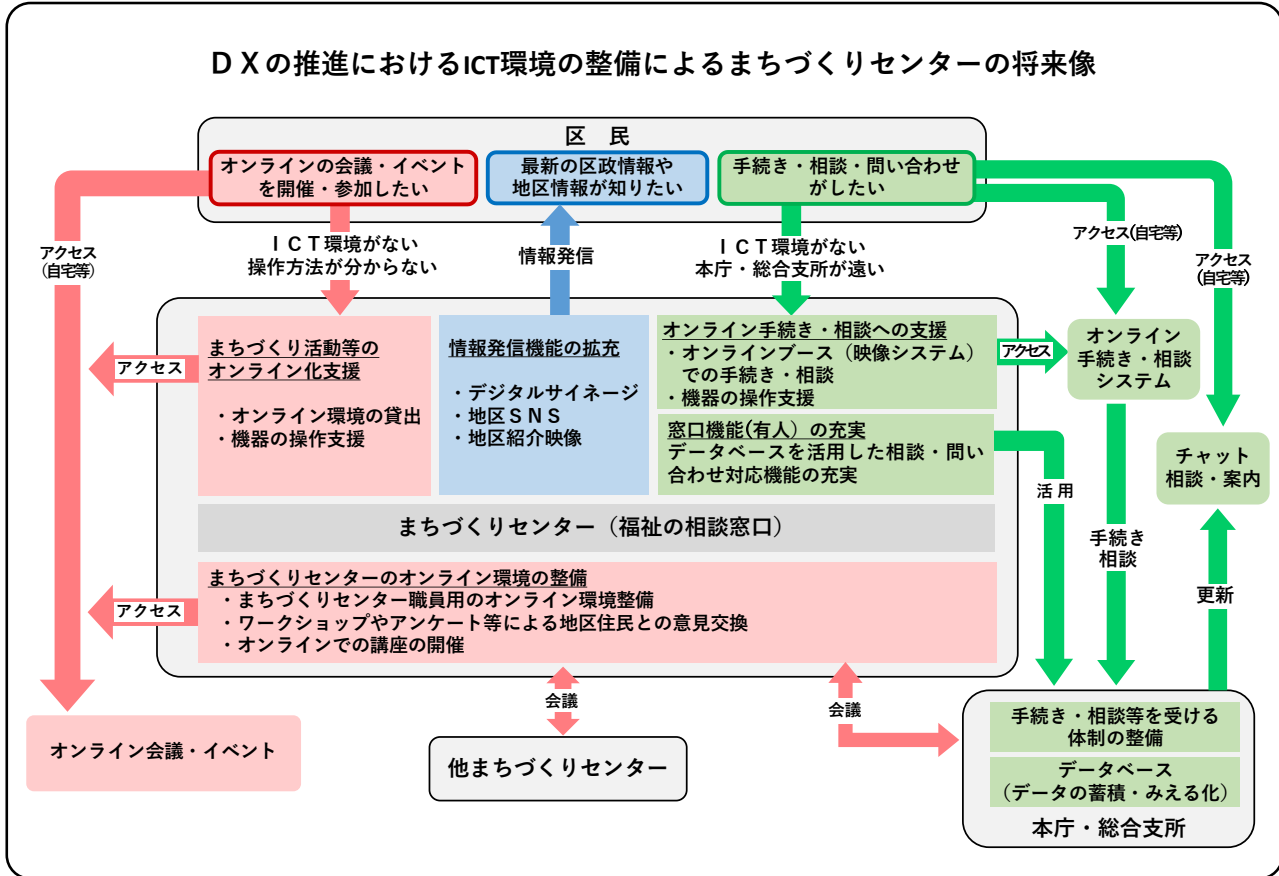 ＤＸの推進におけるICT環境の整備によるまちづくりセンターの将来像
区　民
オンラインの会議・イベント
を開催・参加したい
最新の区政情報や
地区情報が知りたい
手続き・相談・問い合わせ
がしたい
アクセス
(自宅等)
ＩＣＴ環境がない
操作方法が分からない
情報発信
ＩＣＴ環境がない
本庁・総合支所が遠い
アクセス(自宅等)
アクセス
(自宅等)
アクセス
まちづくり活動等の
オンライン化支援
・オンライン環境の貸出
・機器の操作支援
情報発信機能の拡充
・デジタルサイネージ
・地区ＳＮＳ
・地区紹介映像
オンライン手続き・相談への支援
・オンラインブース（映像システム）
での手続き・相談
・機器の操作支援
アクセス
オンライン
手続き・相談
システム
窓口機能(有人）の充実
データベースを活用した相談・問い
合わせ対応機能の充実
チャット
相談・案内
活 用
まちづくりセンター（福祉の相談窓口）
手続き
相談
更新
アクセス
まちづくりセンターのオンライン環境の整備
・まちづくりセンター職員用のオンライン環境整備
・ワークショップやアンケート等による地区住民との意見交換
・オンラインでの講座の開催
会議
会議
オンライン会議・イベント
他まちづくりセンター
手続き・相談等を受ける
体制の整備
データベース
（データの蓄積・みえる化）
本庁・総合支所